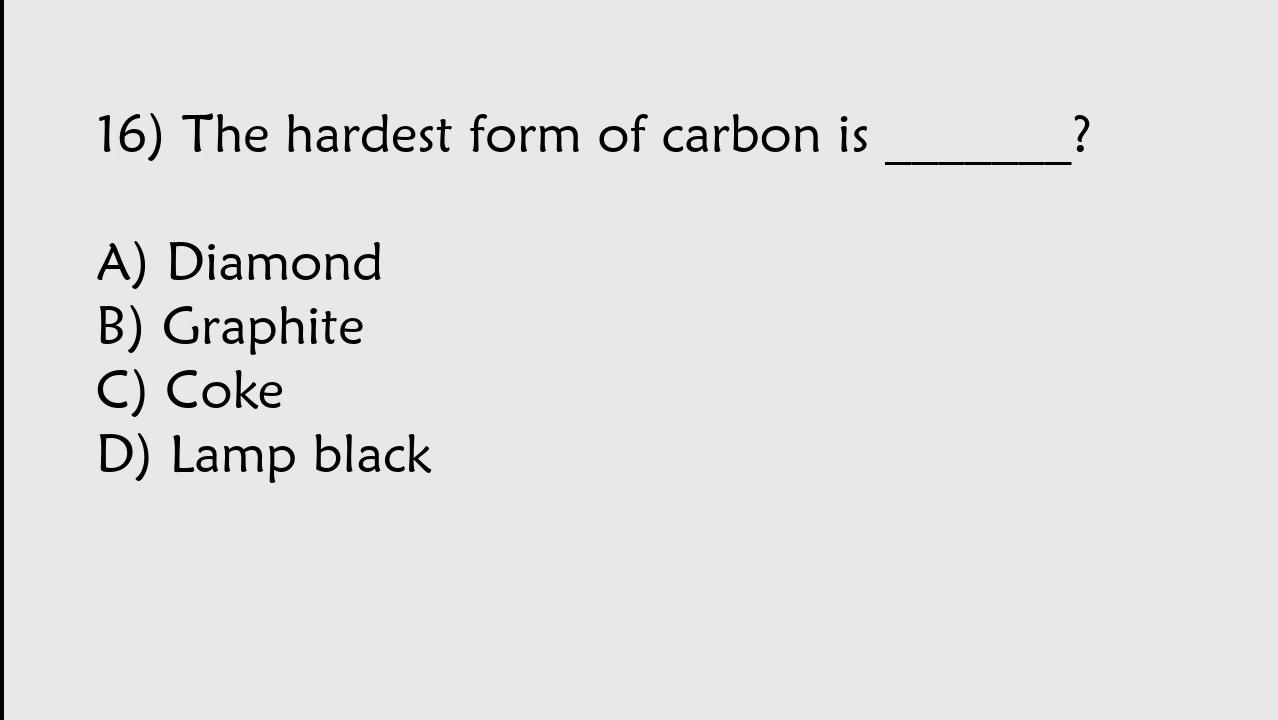 16) The hardest form of carbon is _______?
A) Diamond
B) Graphite
C) Coke
D) Lamp black